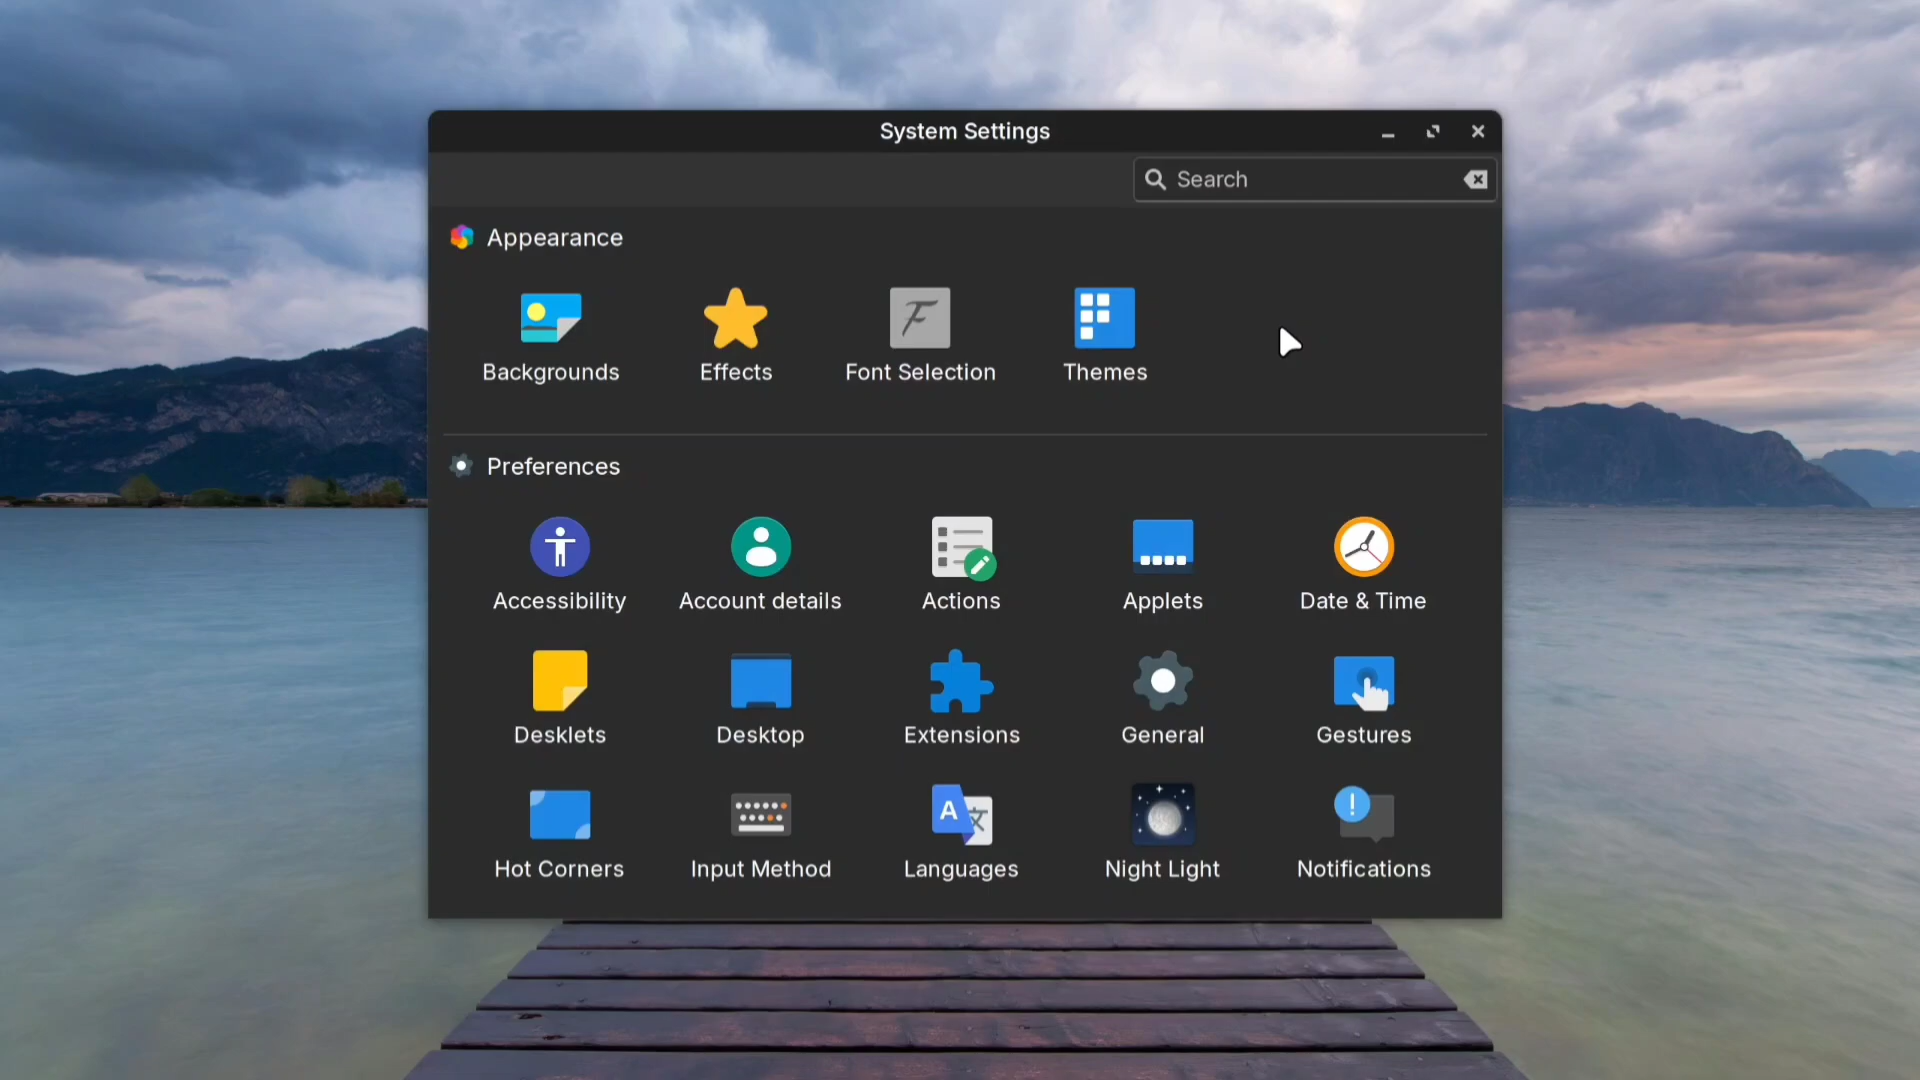 System Settings
Search
Appearance
Backgrounds
Effects
Font Selection
Themes
Preferences
Accessibility
Account details
Actions
Applets
Date & Time
Desklets
Desktop
Extensions
General
Gestures
Hot Corners
Input Method
Languages
Night Light
Notifications